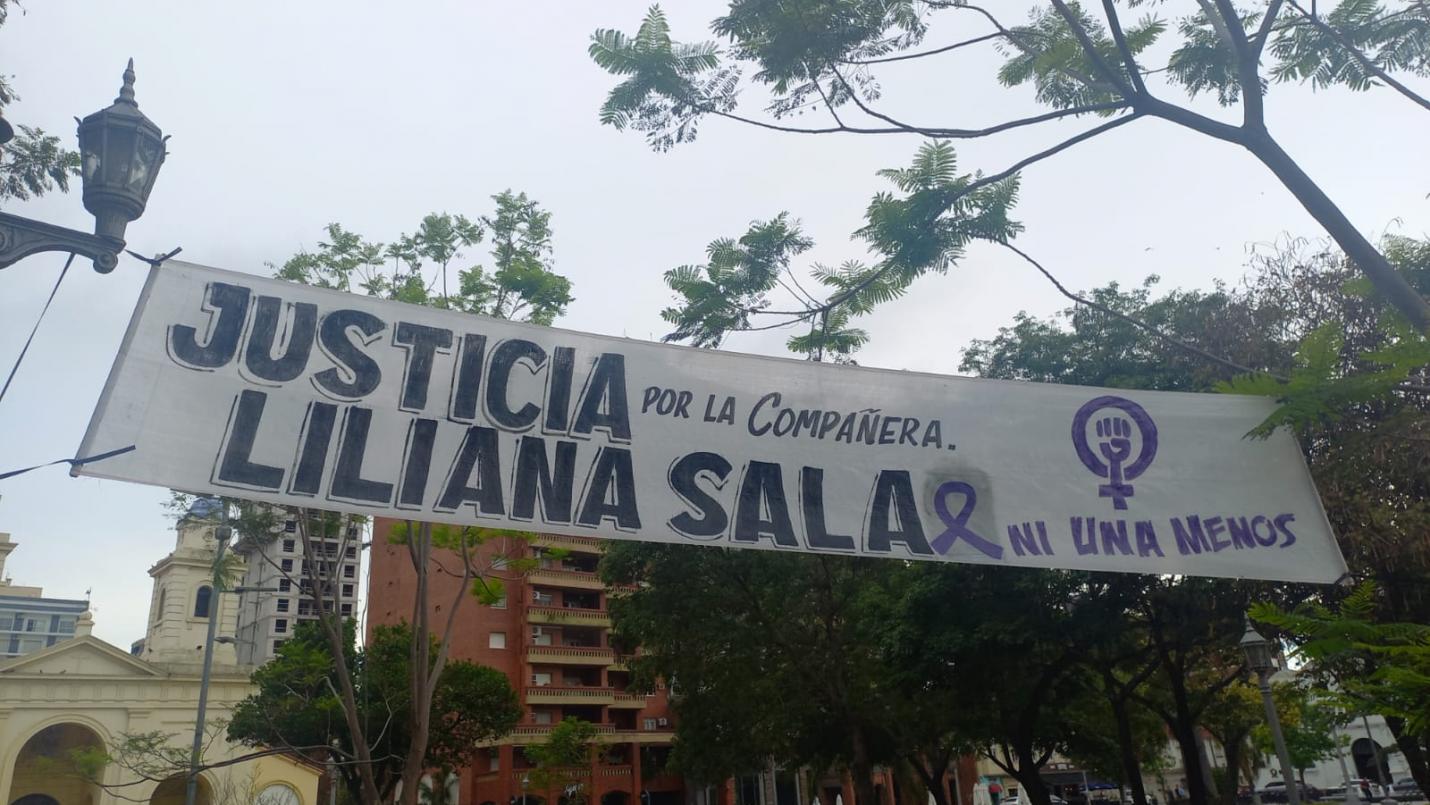 JUSTICIA POR LA COMPAÑERA.
LILIANA SALA NI UNA MENOS